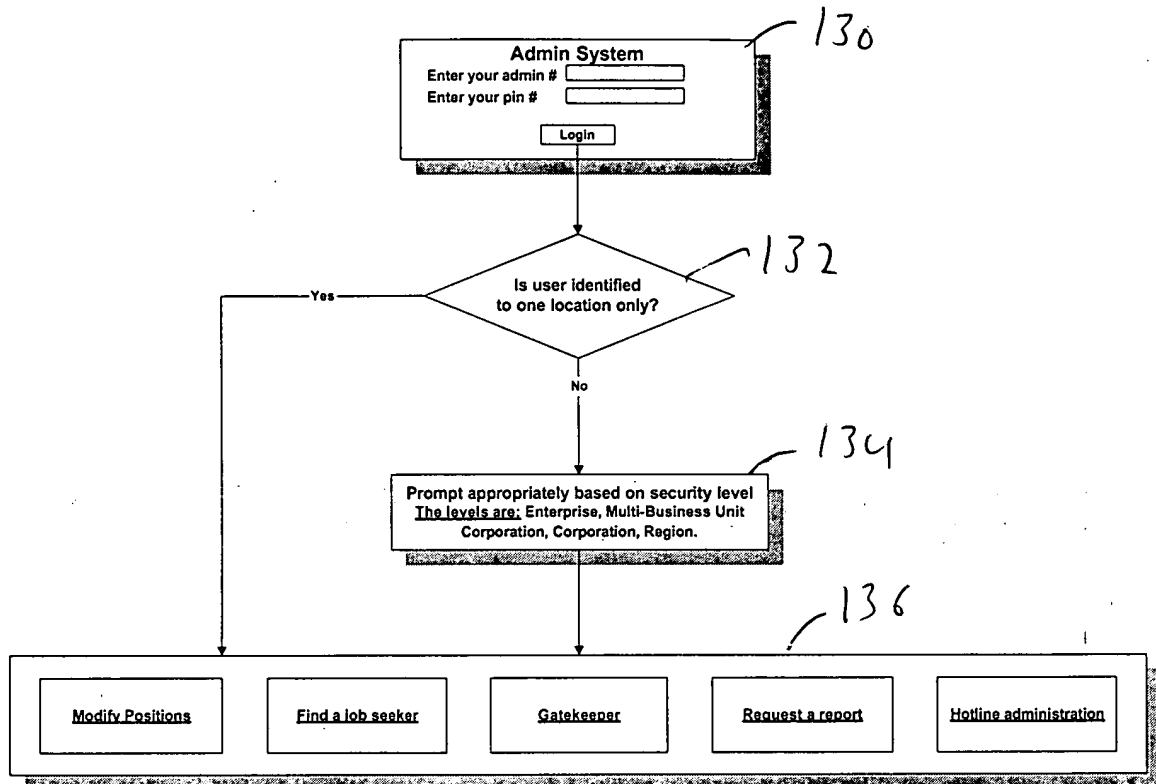 130
Admin System
Enter your admin #
Enter your pin #
Login
132
Is user identified
to one location only?
Yes
No
134
Prompt appropriately based on security level
The levels are: Enterprise, Multi-Business Unit
Corporation, Corporation, Region.
136
Modify Positions
Find a job seeker
Gatekeeper
Request a report
Hotline administration